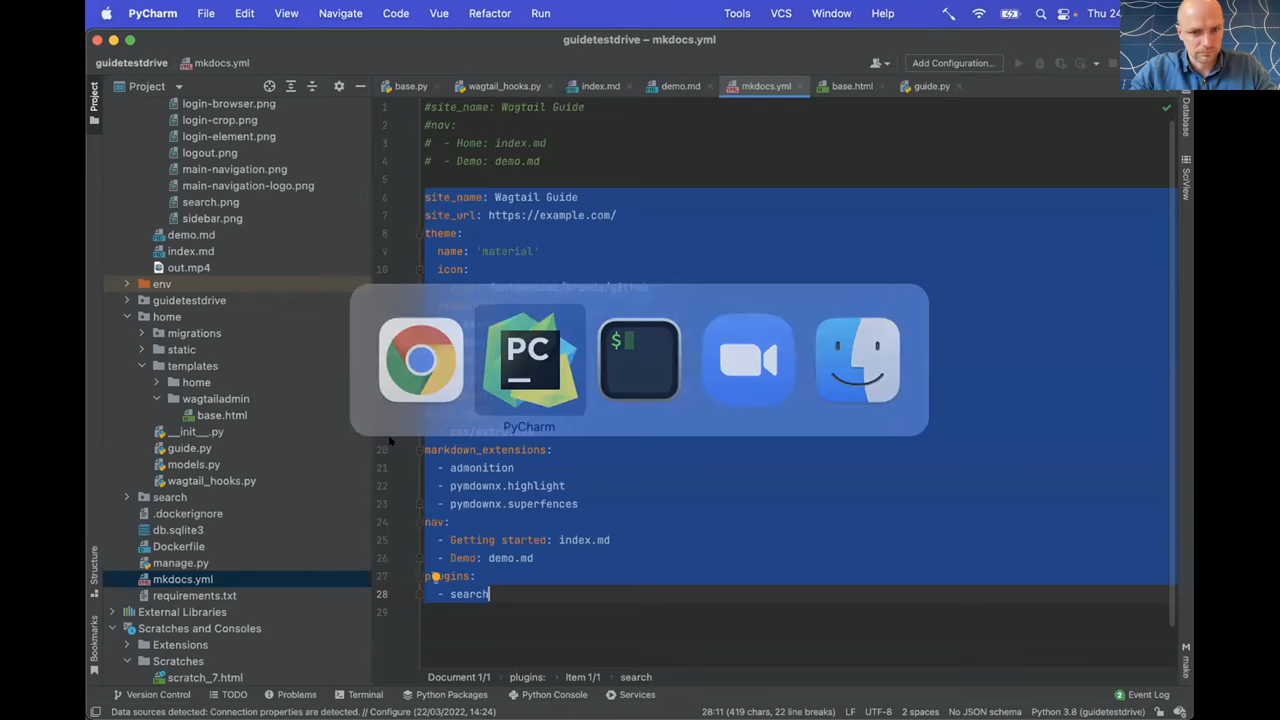 PyCharm File Edit View Navigate Code Vue Refactor Run Tools VCS Window Help Thu 24
guidetestdrive – mkdocs.yml
guidetestdrive mkdocs.yml Add Configuration...
Project base.py wagtail_hooks.py index.md demo.md mkdocs.yml base.html guide.py
Project
Structure
Bookmarks
Database
SciView
make
login-browser.png
login-crop.png
login-element.png
logout.png
main-navigation.png
main-navigation-logo.png
search.png
sidebar.png
demo.md
index.md
out.mp4
env
guidetestdrive
home
migrations
static
templates
home
wagtailadmin
base.html
__init__.py
guide.py
models.py
wagtail_hooks.py
search
.dockerignore
db.sqlite3
Dockerfile
manage.py
mkdocs.yml
requirements.txt
External Libraries
Scratches and Consoles
Extensions
Scratches
scratch_7.html
1 #site_name: Wagtail Guide
2 #nav:
3 #  - Home: index.md
4 #  - Demo: demo.md
5
6 site_name: Wagtail Guide
7 site_url: https://example.com/
8 theme:
9 name: 'material'
10 icon:
PC
$
PyCharm
20 markdown_extensions:
21 - admonition
22 - pymdownx.highlight
23 - pymdownx.superfences
24 nav:
25 - Getting started: index.md
26 - Demo: demo.md
27 plugins:
28 - search
29
Document 1/1 plugins: Item 1/1 search
Version Control TODO Problems Terminal Python Packages Python Console Services 2 Event Log
Data sources detected: Connection properties are detected. // Configure (22/03/2022, 14:24) 28:11 (419 chars, 22 line breaks) LF UTF-8 2 spaces No JSON schema Python 3.8 (guidetestdrive)